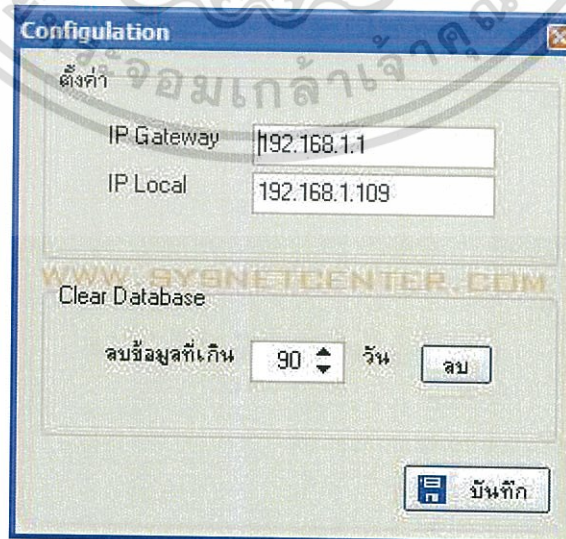 Configulation
ตั้งค่า
IP Gateway 192.168.1.1
IP Local 192.168.1.109
WWW.SYSNETCENTER.COM
Clear Database
ลบข้อมูลที่เกิน 90 วัน ลบ
บันทึก